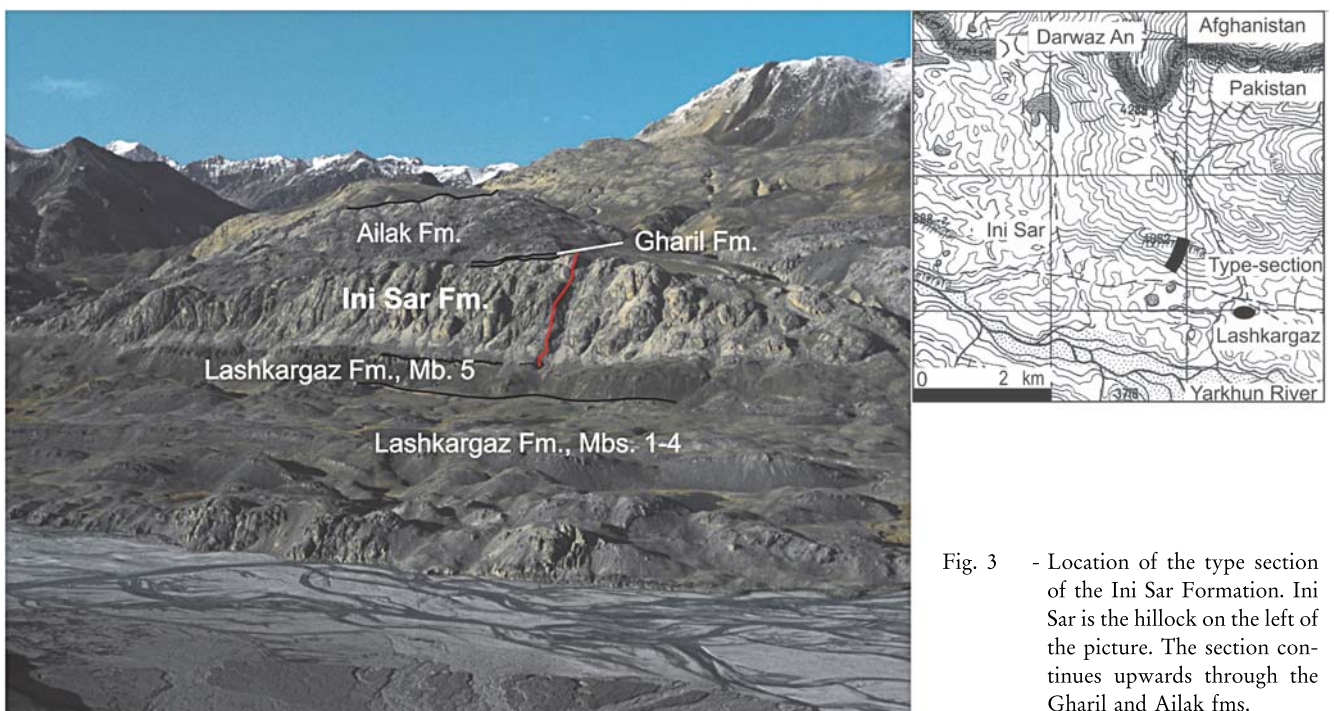 Ailak Fm.
Gharil Fm.
Ini Sar Fm.
Lashkargaz Fm., Mb. 5
Lashkargaz Fm., Mbs. 1-4
Darwaz An
Afghanistan
Pakistan
4288
Ini Sar
Type-section
Lashkargaz
0 2 km
3718
Yarkhun River
Fig. 3 - Location of the type section
of the Ini Sar Formation. Ini
Sar is the hillock on the left of
the picture. The section con-
tinues upwards through the
Gharil and Ailak fms.